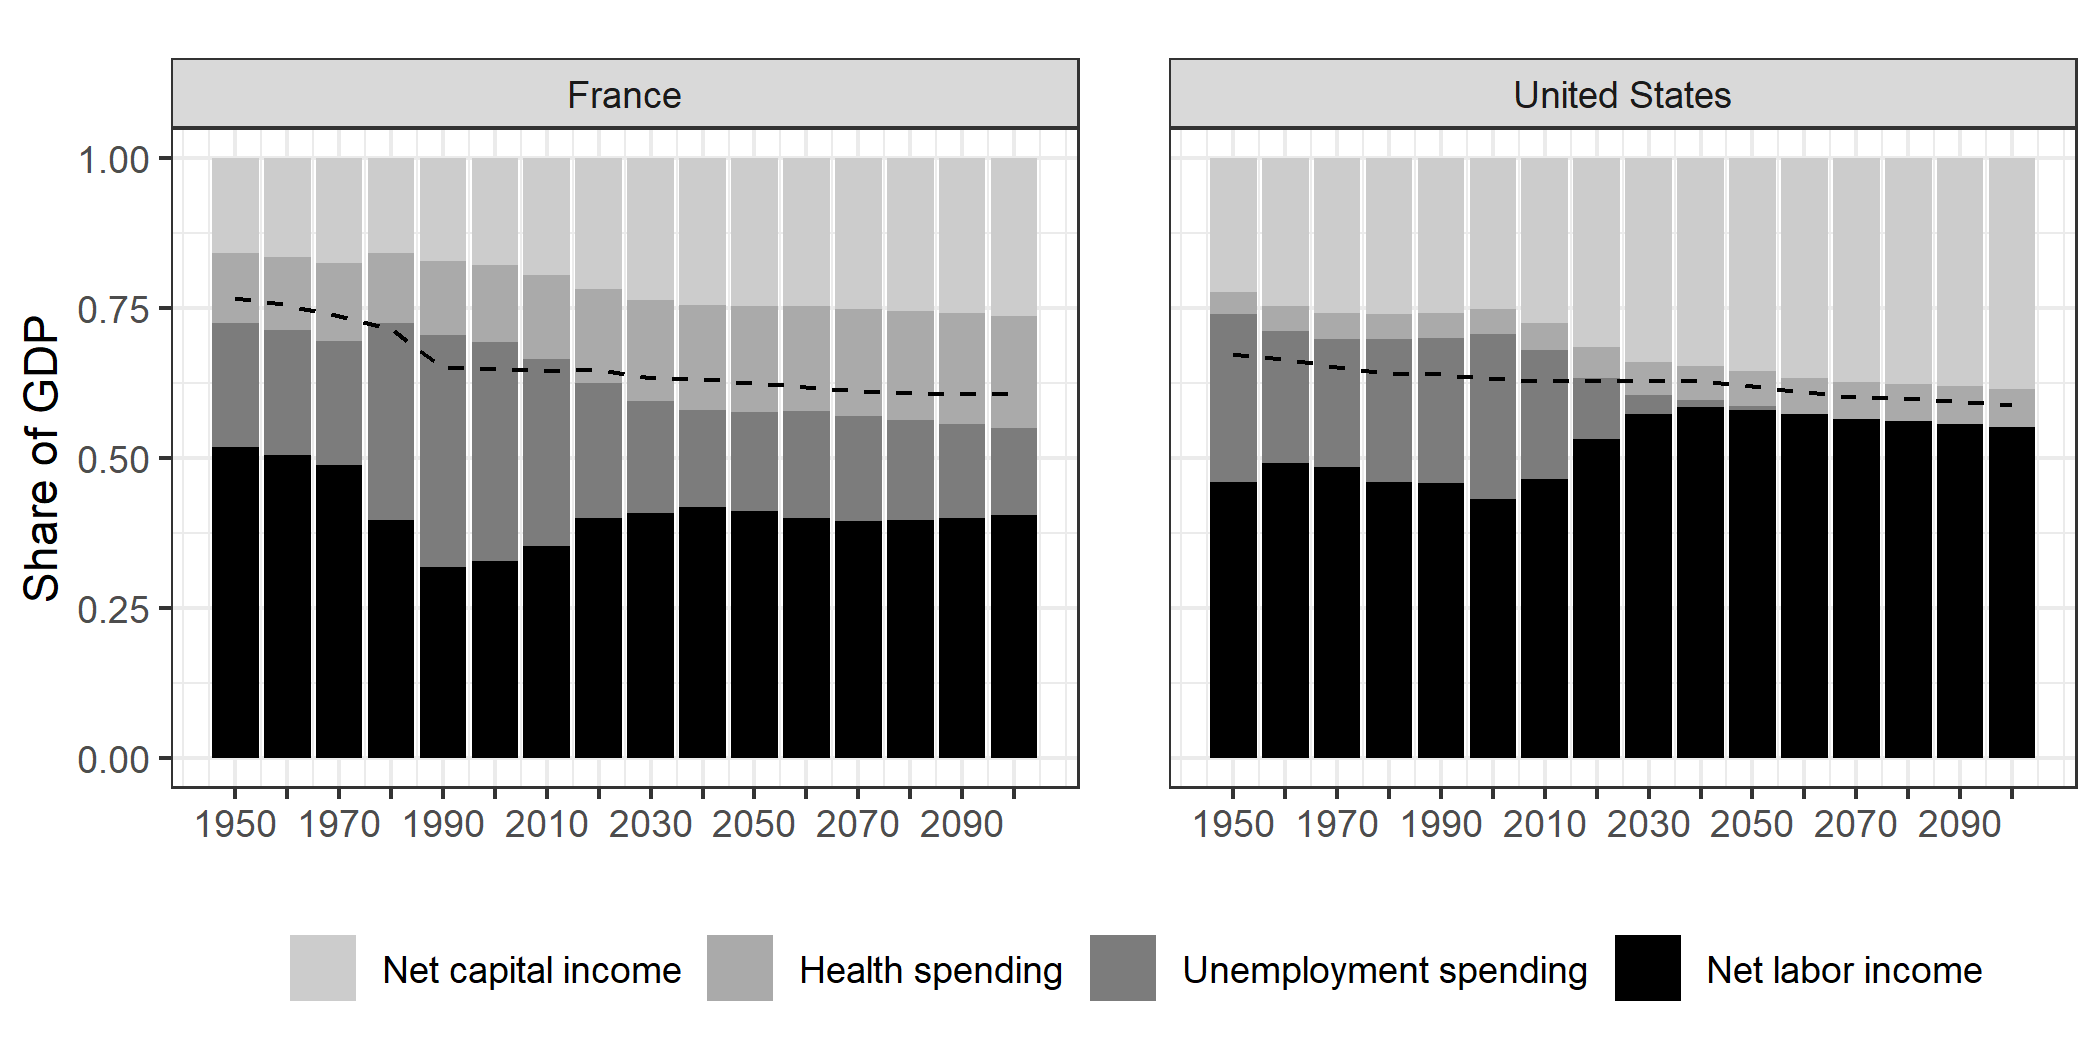 France
United States
Share of GDP
1.00
0.75
0.50
0.25
0.00
1950 1970 1990 2010 2030 2050 2070 2090
1950 1970 1990 2010 2030 2050 2070 2090
Net capital income Health spending Unemployment spending Net labor income